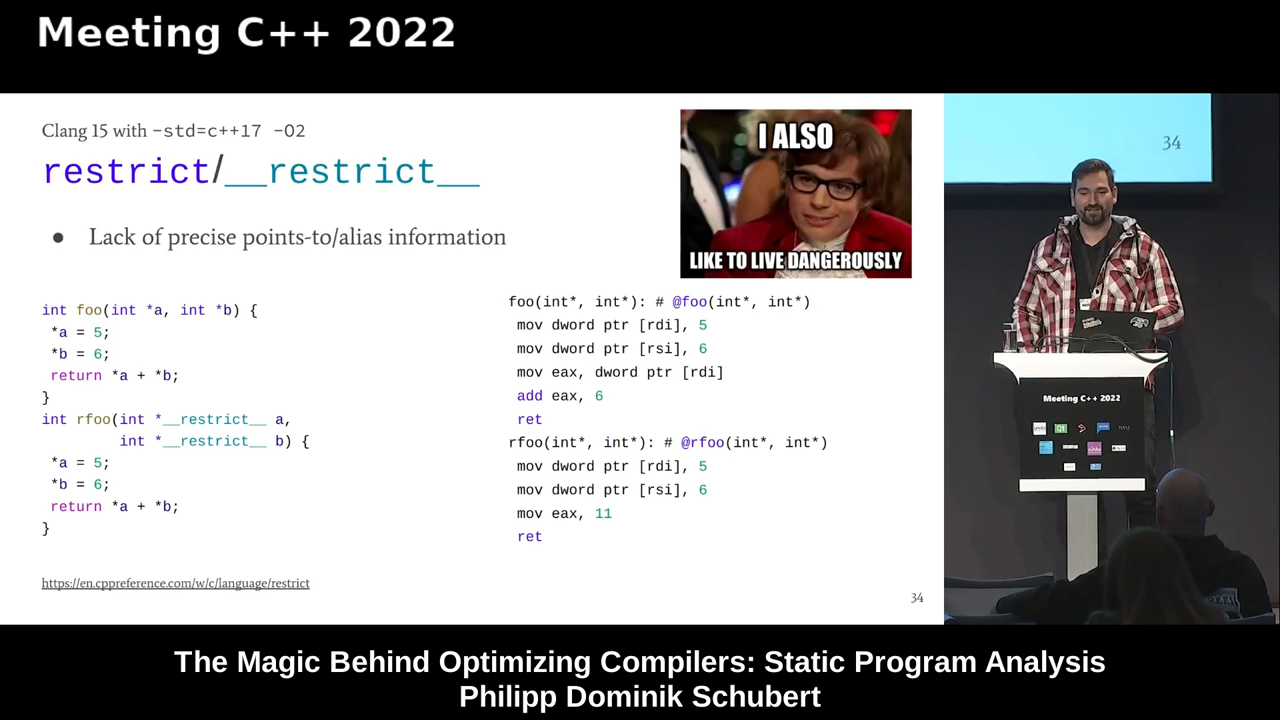 Meeting C++ 2022
Clang 15 with -std=c++17 -O2
restrict/__restrict__
● Lack of precise points-to/alias information
I ALSO
LIKE TO LIVE DANGEROUSLY
int foo(int *a, int *b) {
*a = 5;
*b = 6;
return *a + *b;
}
int rfoo(int *__restrict__ a,
int *__restrict__ b) {
*a = 5;
*b = 6;
return *a + *b;
}
foo(int*, int*): # @foo(int*, int*)
mov dword ptr [rdi], 5
mov dword ptr [rsi], 6
mov eax, dword ptr [rdi]
add eax, 6
ret
rfoo(int*, int*): # @rfoo(int*, int*)
mov dword ptr [rdi], 5
mov dword ptr [rsi], 6
mov eax, 11
ret
https://en.cppreference.com/w/c/language/restrict
34
34
Meeting C++ 2022
The Magic Behind Optimizing Compilers: Static Program Analysis
Philipp Dominik Schubert